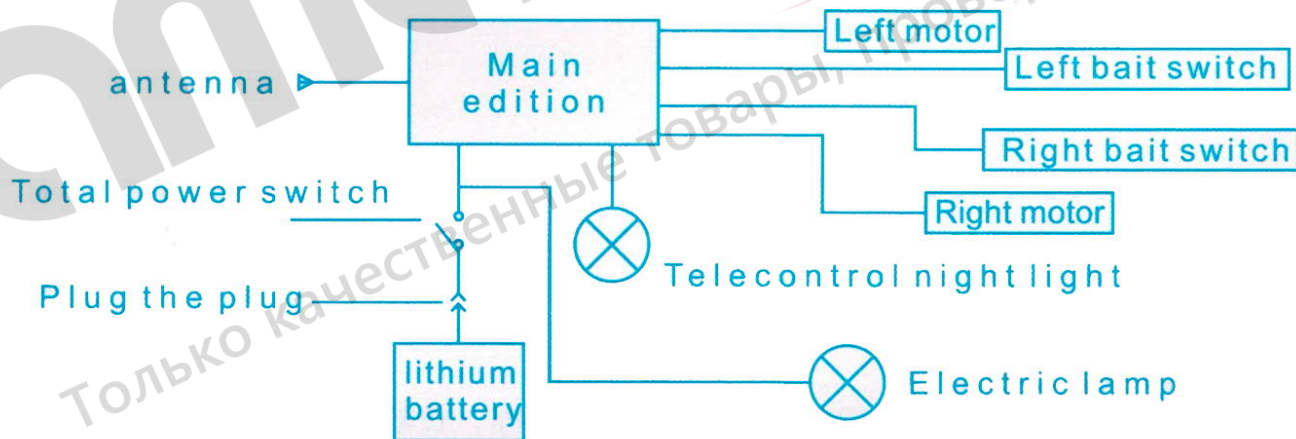 Left motor
Main
edition
Left bait switch
antenna
Right bait switch
Total power switch
Right motor
Telecontrol night light
Plug the plug
lithium
battery
Electric lamp
Только качественные товары, прове